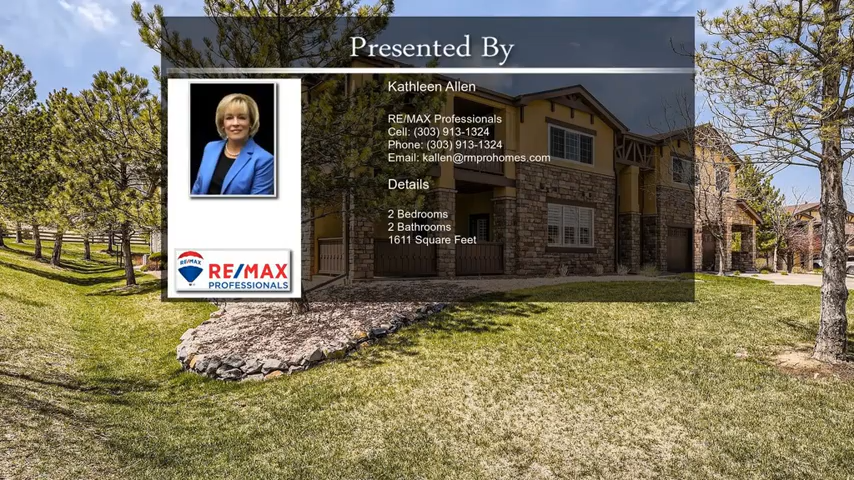 Presented By
Kathleen Allen
RE/MAX Professionals
Cell: (303) 913-1324
Phone: (303) 913-1324
Email: kallen@rmprohomes.com
Details
2 Bedrooms
2 Bathrooms
1611 Square Feet
RE/MAX
RE/MAX
PROFESSIONALS